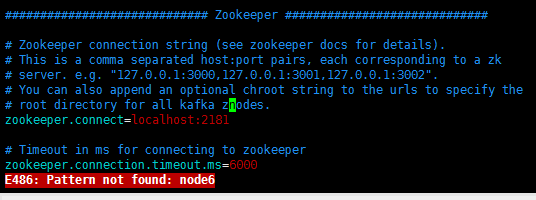 ############################# Zookeeper #############################
# Zookeeper connection string (see zookeeper docs for details).
# This is a comma separated host:port pairs, each corresponding to a zk
# server. e.g. "127.0.0.1:3000,127.0.0.1:3001,127.0.0.1:3002".
# You can also append an optional chroot string to the urls to specify the
# root directory for all kafka znodes.
zookeeper.connect=localhost:2181
# Timeout in ms for connecting to zookeeper
zookeeper.connection.timeout.ms=6000
E486: Pattern not found: node6